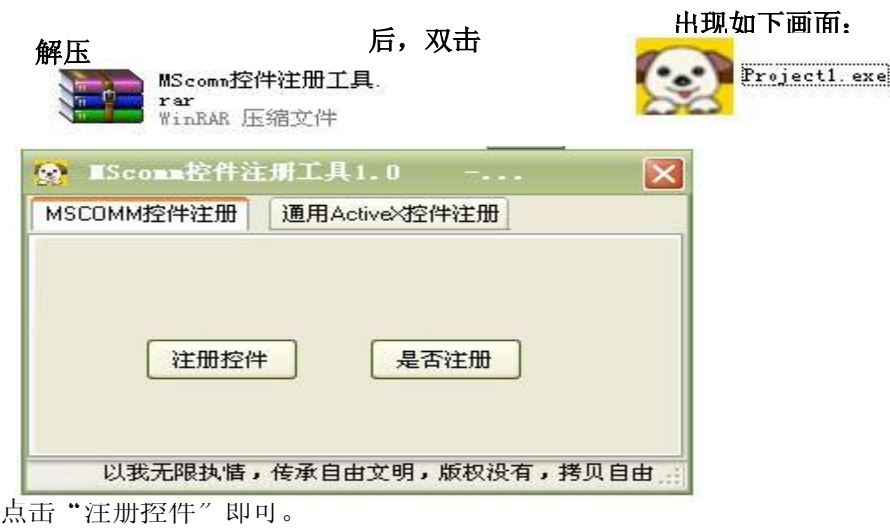 解压
MScomm控件注册工具.
rar
WinRAR 压缩文件
后，双击
Project1.exe
出现如下画面：
MScomm控件注册工具1.0 -...
MSCOMM控件注册 通用ActiveX控件注册
注册控件 是否注册
以我无限执情，传承自由文明，版权没有，拷贝自由
点击“注册控件”即可。